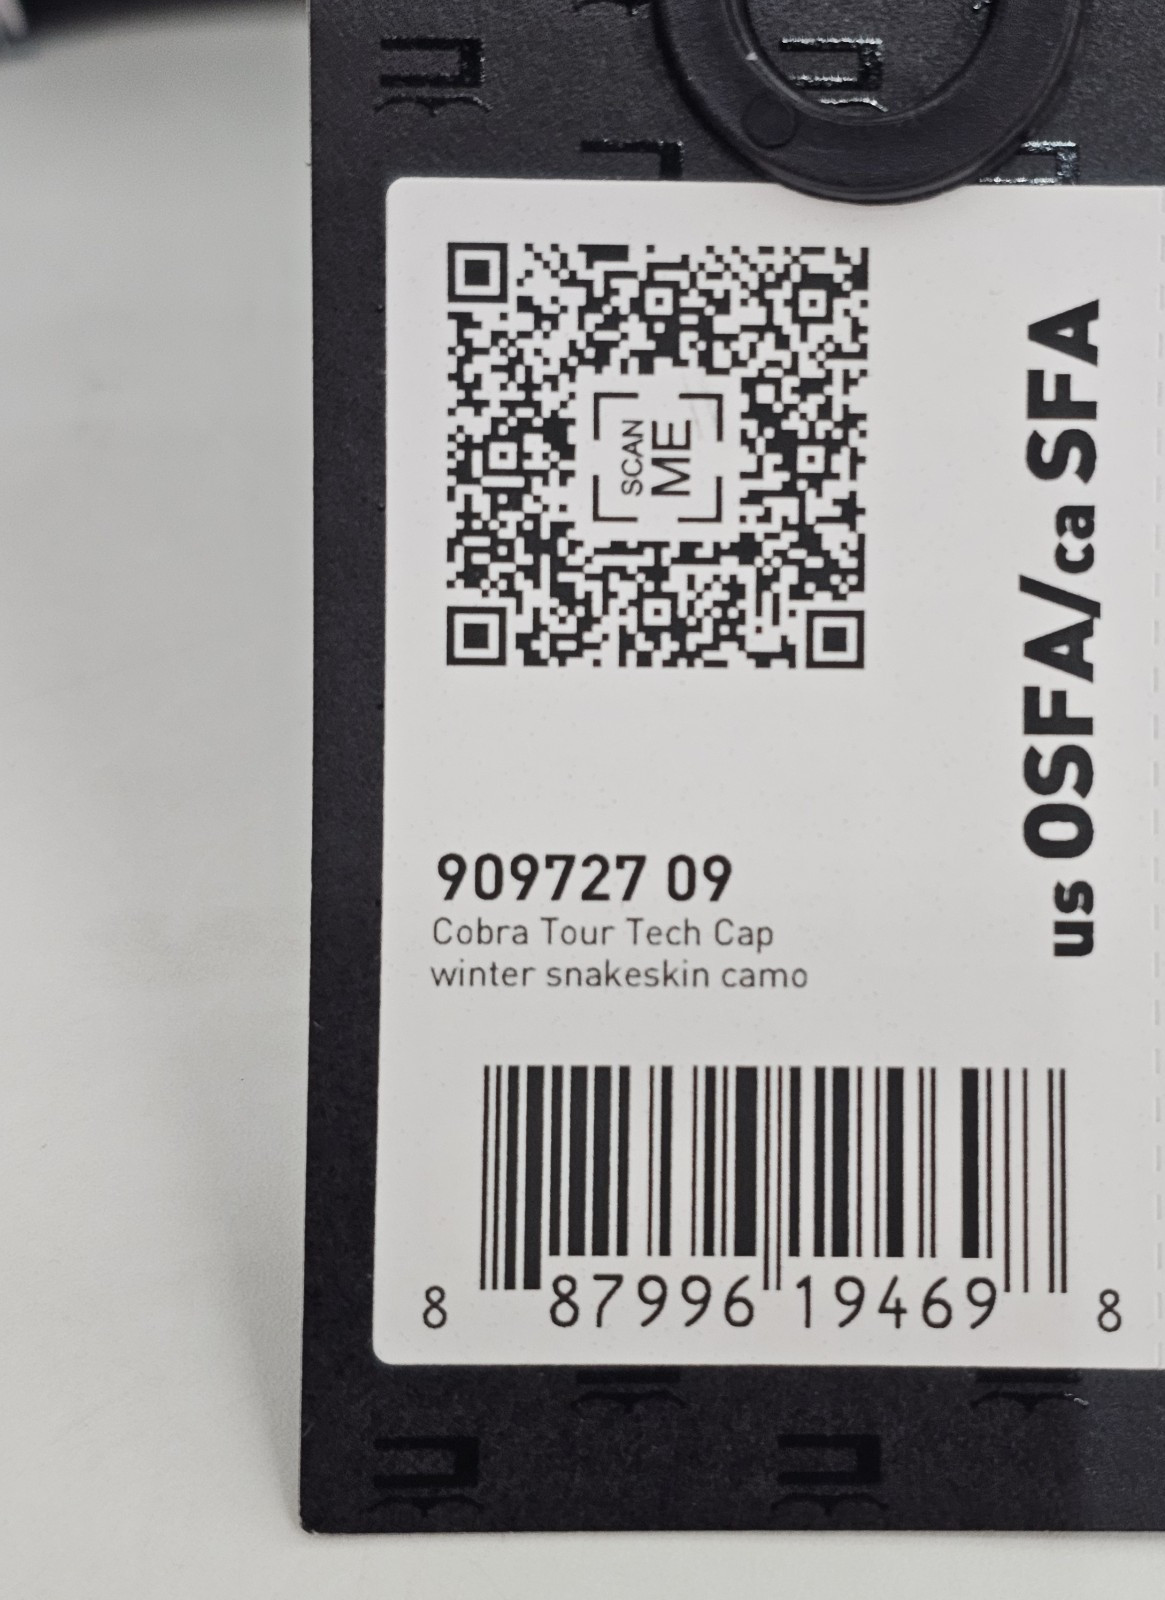 SCAN
ME
us OSFA/ca SFA
909727 09
Cobra Tour Tech Cap
winter snakeskin camo
8 87996 19469 8